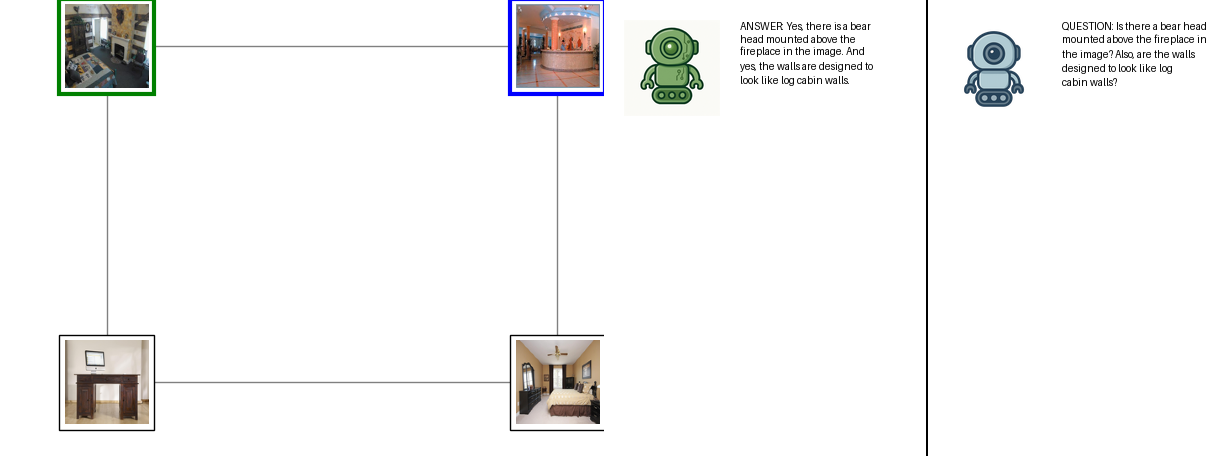 ANSWER: Yes, there is a bear
head mounted above the
fireplace in the image. And
yes, the walls are designed to
look like log cabin walls.
QUESTION: Is there a bear head
mounted above the fireplace in
the image? Also, are the walls
designed to look like log
cabin walls?